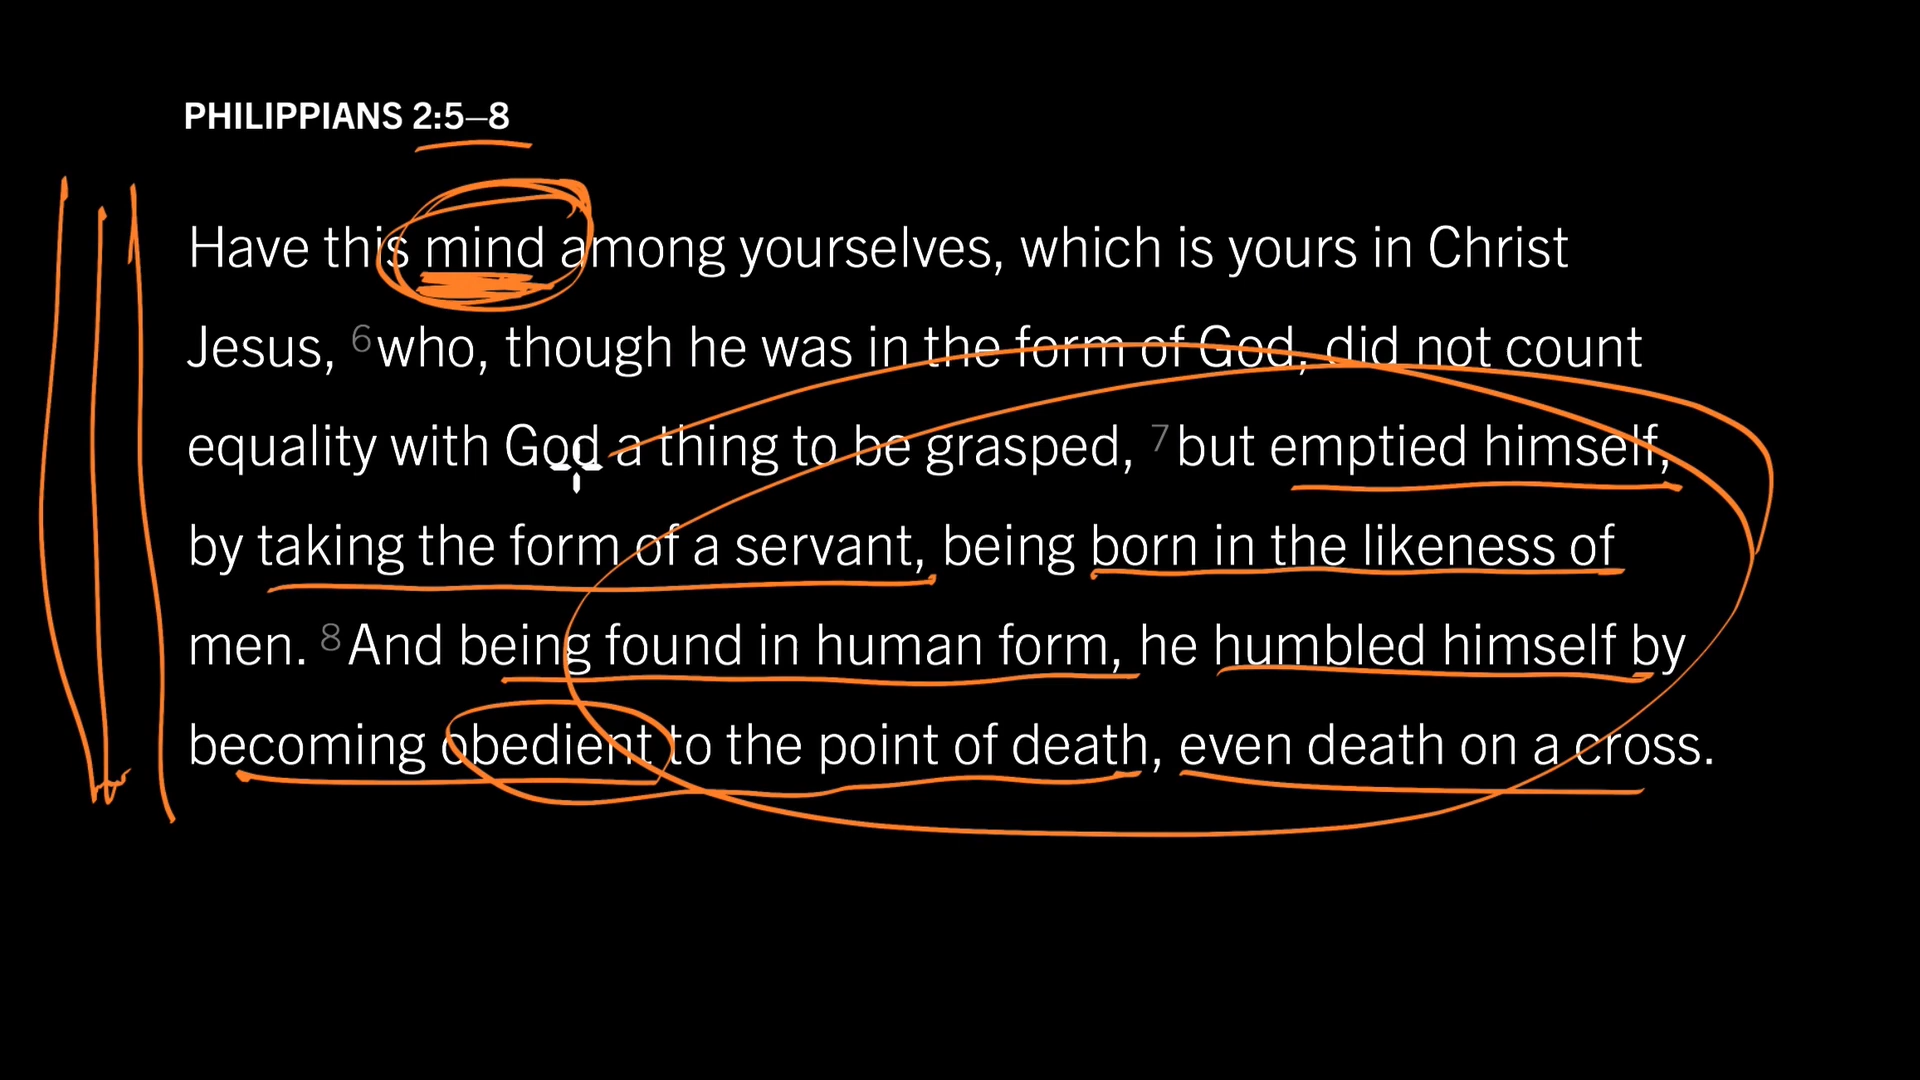 PHILIPPIANS 2:5–8
Have this mind among yourselves, which is yours in Christ
Jesus, 6 who, though he was in the form of God, did not count
equality with God a thing to be grasped, 7 but emptied himself,
by taking the form of a servant, being born in the likeness of
men. 8 And being found in human form, he humbled himself by
becoming obedient to the point of death, even death on a cross.